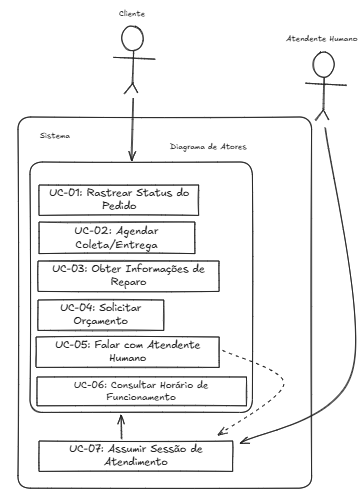 Cliente
Atendente Humano
Sistema
Diagrama de Atores
UC-01: Rastrear Status do
Pedido
UC-02: Agendar
Coleta/Entrega
UC-03: Obter Informações de
Reparo
UC-04: Solicitar
Orçamento
UC-05: Falar com Atendente
Humano
UC-06: Consultar Horário de
Funcionamento
UC-07: Assumir Sessão de
Atendimento